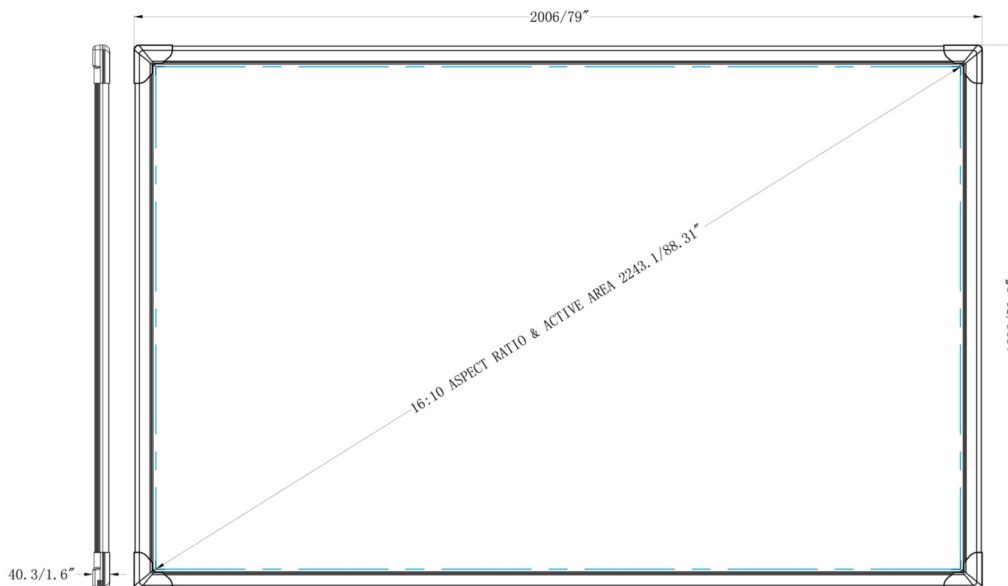 2006/79″
16:10 ASPECT RATIO & ACTIVE AREA 2243.1/88.31″
40.3/1.6″